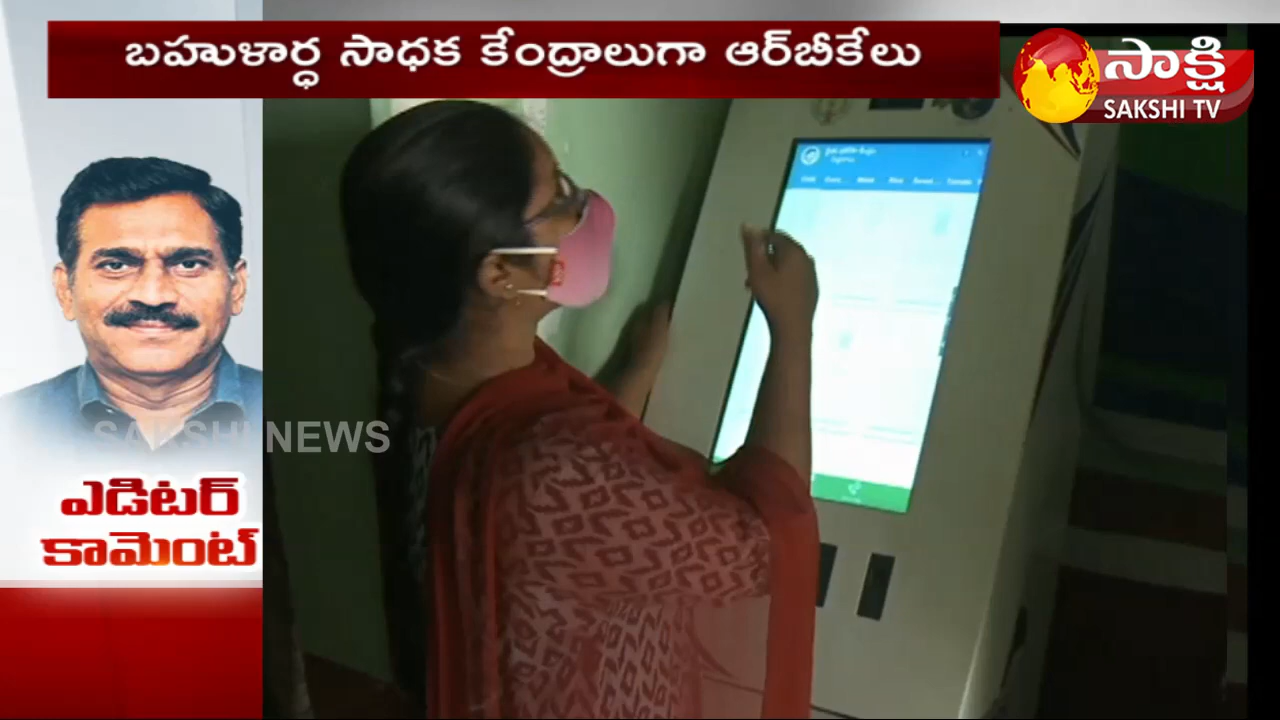 బహుళార్ధ సాధక కేంద్రాలుగా ఆర్‌బీకేలు
సాక్షి
SAKSHI TV
SAKSHI NEWS
ఎడిటర్
కామెంట్